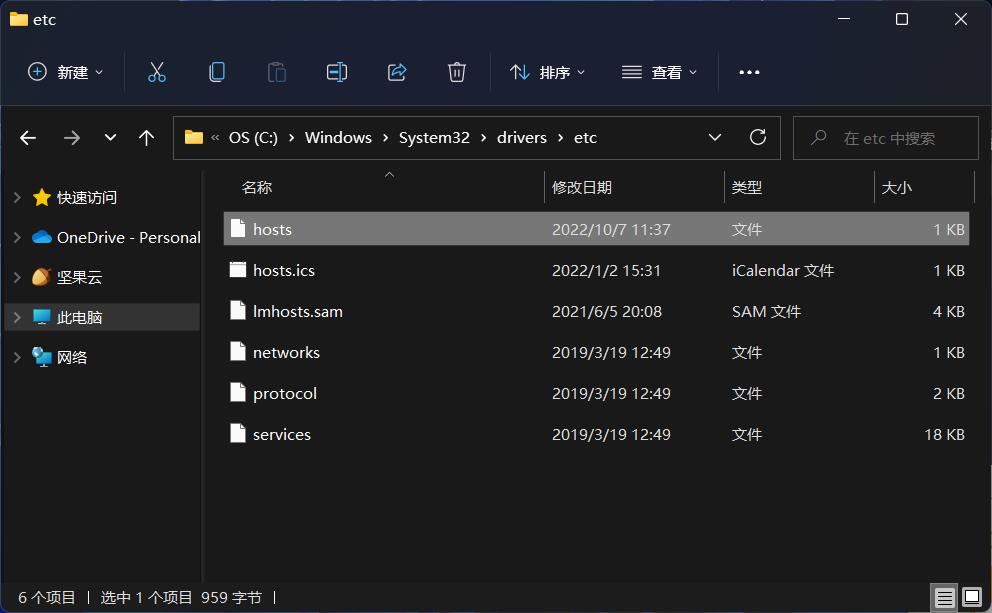 etc
新建
排序
查看
« OS (C:) › Windows › System32 › drivers › etc
在 etc 中搜索
名称 修改日期 类型 大小
快速访问
OneDrive - Personal
坚果云
此电脑
网络
hosts 2022/10/7 11:37 文件 1 KB
hosts.ics 2022/1/2 15:31 iCalendar 文件 1 KB
lmhosts.sam 2021/6/5 20:08 SAM 文件 4 KB
networks 2019/3/19 12:49 文件 1 KB
protocol 2019/3/19 12:49 文件 2 KB
services 2019/3/19 12:49 文件 18 KB
6 个项目 | 选中 1 个项目 959 字节 |